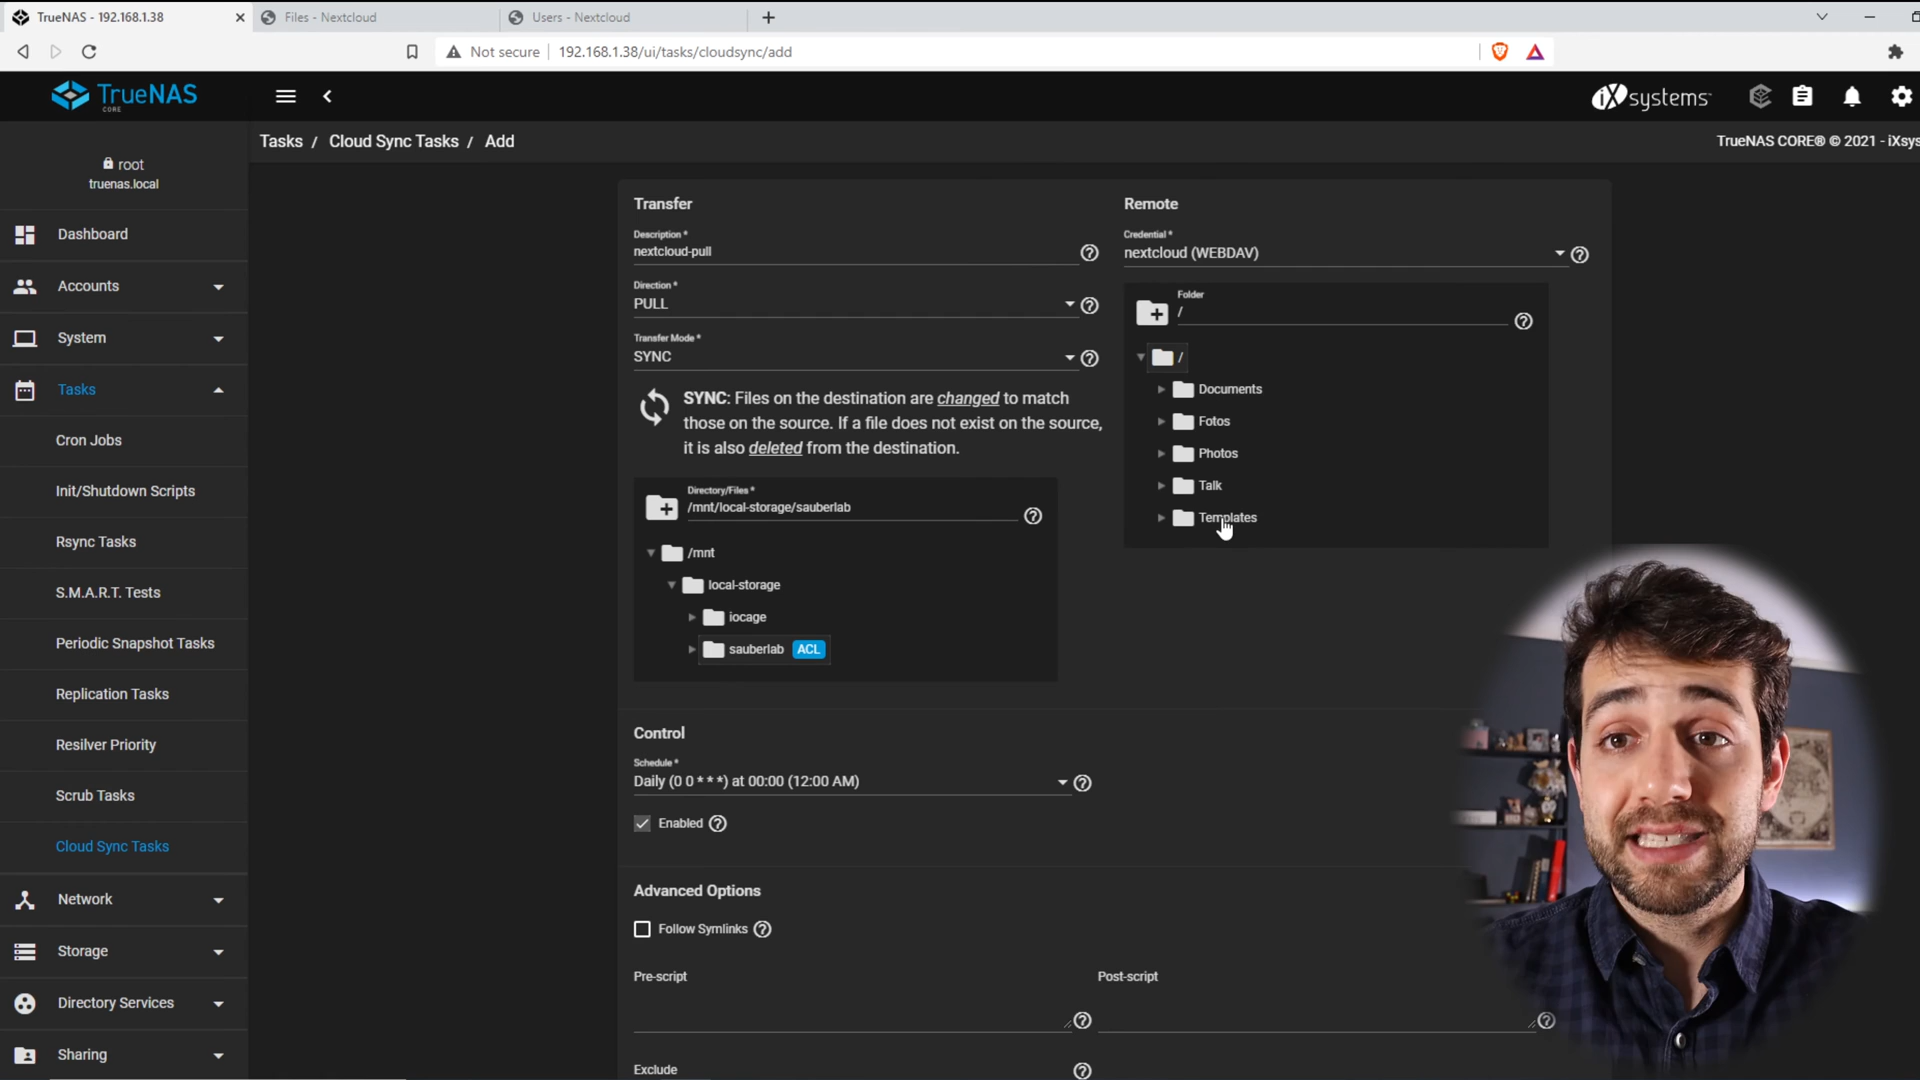 TrueNAS - 192.168.1.38
Files - Nextcloud
Users - Nextcloud
Not secure
192.168.1.38/ui/tasks/cloudsync/add
TrueNAS
CORE
iX systems
Tasks / Cloud Sync Tasks / Add
TrueNAS CORE® © 2021 - iXsys
root
truenas.local
Dashboard
Accounts
System
Tasks
Cron Jobs
Init/Shutdown Scripts
Rsync Tasks
S.M.A.R.T. Tests
Periodic Snapshot Tasks
Replication Tasks
Resilver Priority
Scrub Tasks
Cloud Sync Tasks
Network
Storage
Directory Services
Sharing
Transfer
Description *
nextcloud-pull
Direction *
PULL
Transfer Mode *
SYNC
SYNC: Files on the destination are changed to match
those on the source. If a file does not exist on the source,
it is also deleted from the destination.
Directory/Files *
/mnt/local-storage/sauberlab
/mnt
local-storage
iocage
sauberlab ACL
Remote
Credential *
nextcloud (WEBDAV)
Folder
/
/
Documents
Fotos
Photos
Talk
Templates
Control
Schedule *
Daily (0 0 * * *) at 00:00 (12:00 AM)
Enabled
Advanced Options
Follow Symlinks
Pre-script
Post-script
Exclude